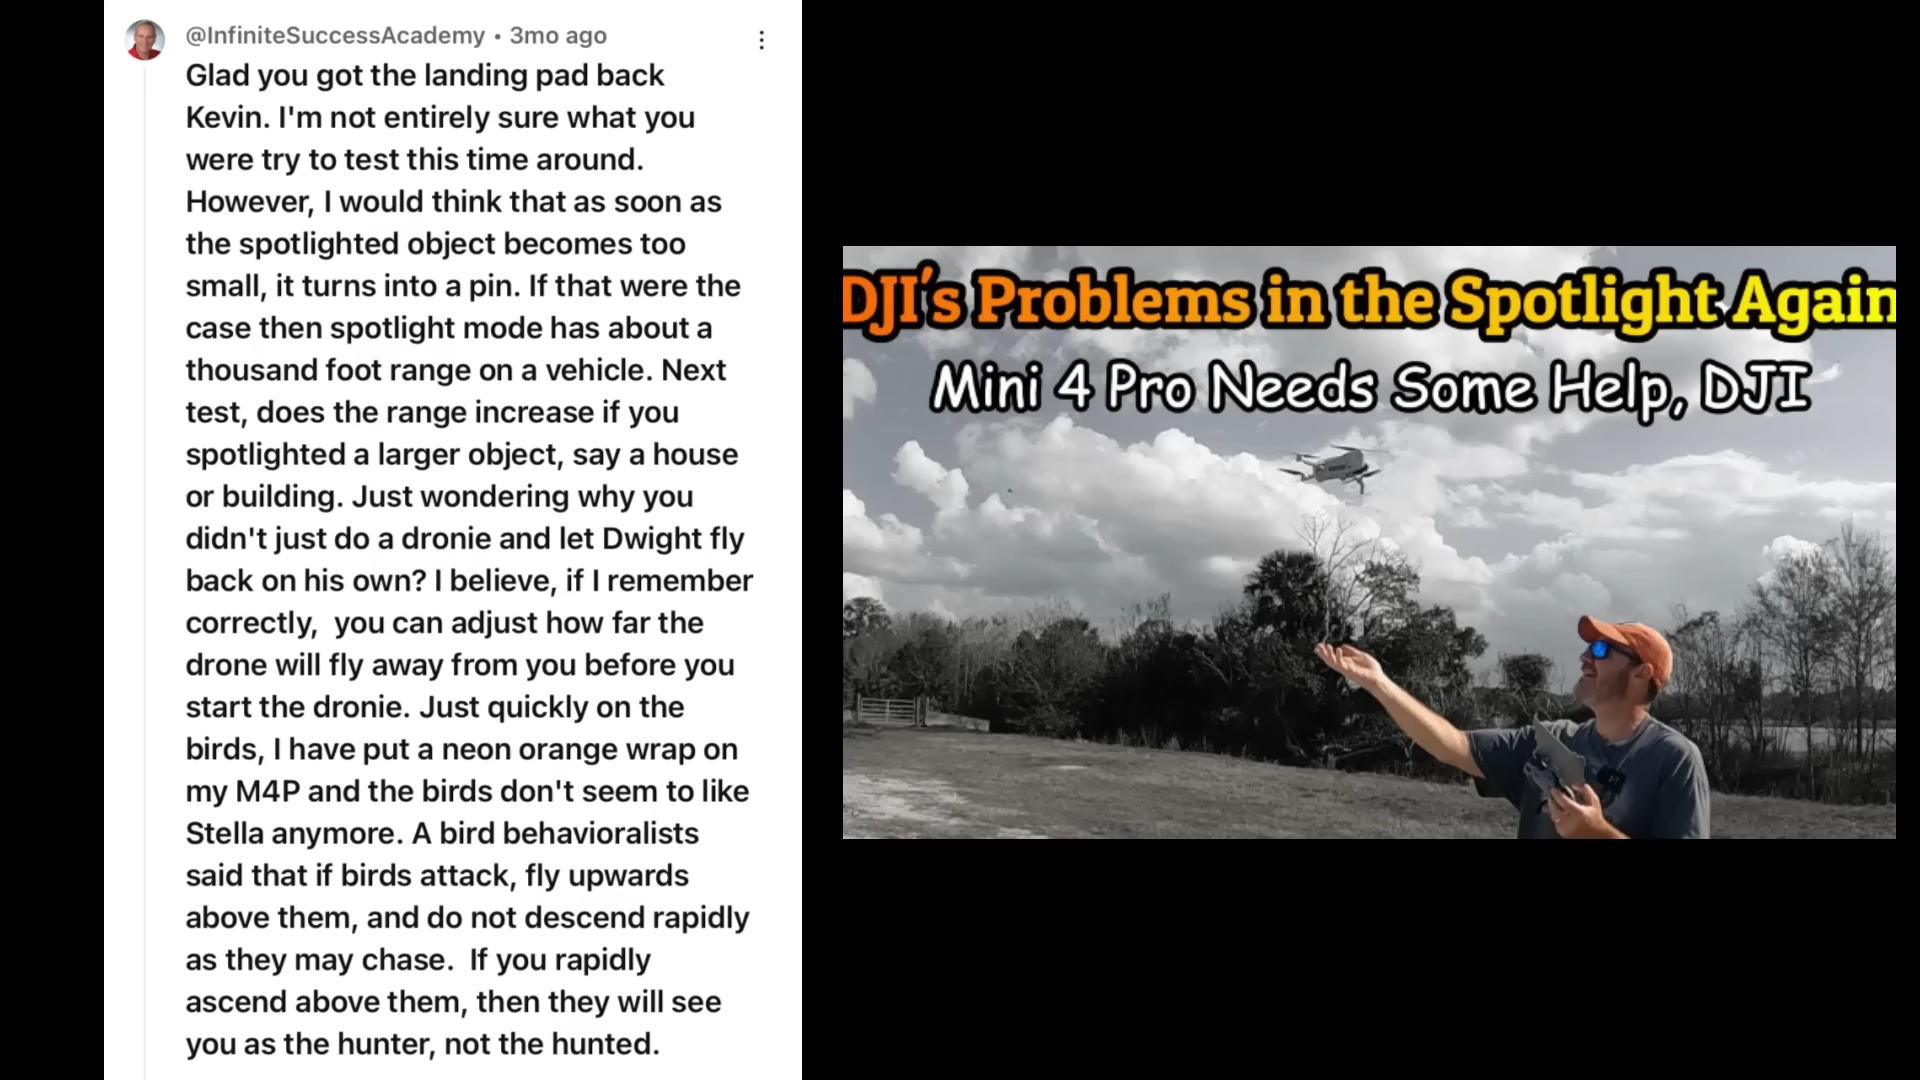 @InfiniteSuccessAcademy • 3mo ago
Glad you got the landing pad back
Kevin. I'm not entirely sure what you
were try to test this time around.
However, I would think that as soon as
the spotlighted object becomes too
small, it turns into a pin. If that were the
case then spotlight mode has about a
thousand foot range on a vehicle. Next
test, does the range increase if you
spotlighted a larger object, say a house
or building. Just wondering why you
didn't just do a dronie and let Dwight fly
back on his own? I believe, if I remember
correctly,  you can adjust how far the
drone will fly away from you before you
start the dronie. Just quickly on the
birds, I have put a neon orange wrap on
my M4P and the birds don't seem to like
Stella anymore. A bird behavioralists
said that if birds attack, fly upwards
above them, and do not descend rapidly
as they may chase.  If you rapidly
ascend above them, then they will see
you as the hunter, not the hunted.
DJI's Problems in the Spotlight Again
Mini 4 Pro Needs Some Help, DJI